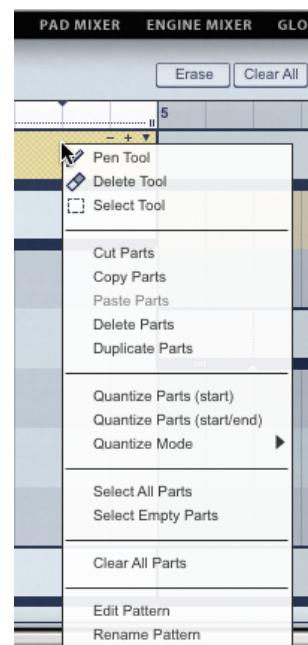 PAD MIXER ENGINE MIXER GLO
Erase Clear All
5
Pen Tool
Delete Tool
Select Tool
Cut Parts
Copy Parts
Paste Parts
Delete Parts
Duplicate Parts
Quantize Parts (start)
Quantize Parts (start/end)
Quantize Mode
Select All Parts
Select Empty Parts
Clear All Parts
Edit Pattern
Rename Pattern